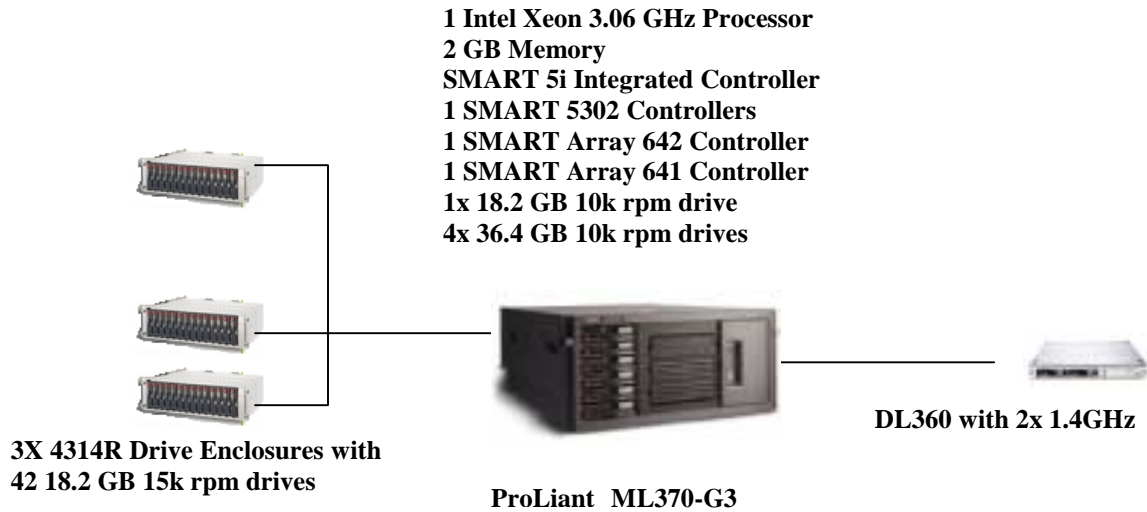 1 Intel Xeon 3.06 GHz Processor
2 GB Memory
SMART 5i Integrated Controller
1 SMART 5302 Controllers
1 SMART Array 642 Controller
1 SMART Array 641 Controller
1x 18.2 GB 10k rpm drive
4x 36.4 GB 10k rpm drives
DL360 with 2x 1.4GHz
3X 4314R Drive Enclosures with
42 18.2 GB 15k rpm drives
ProLiant ML370-G3